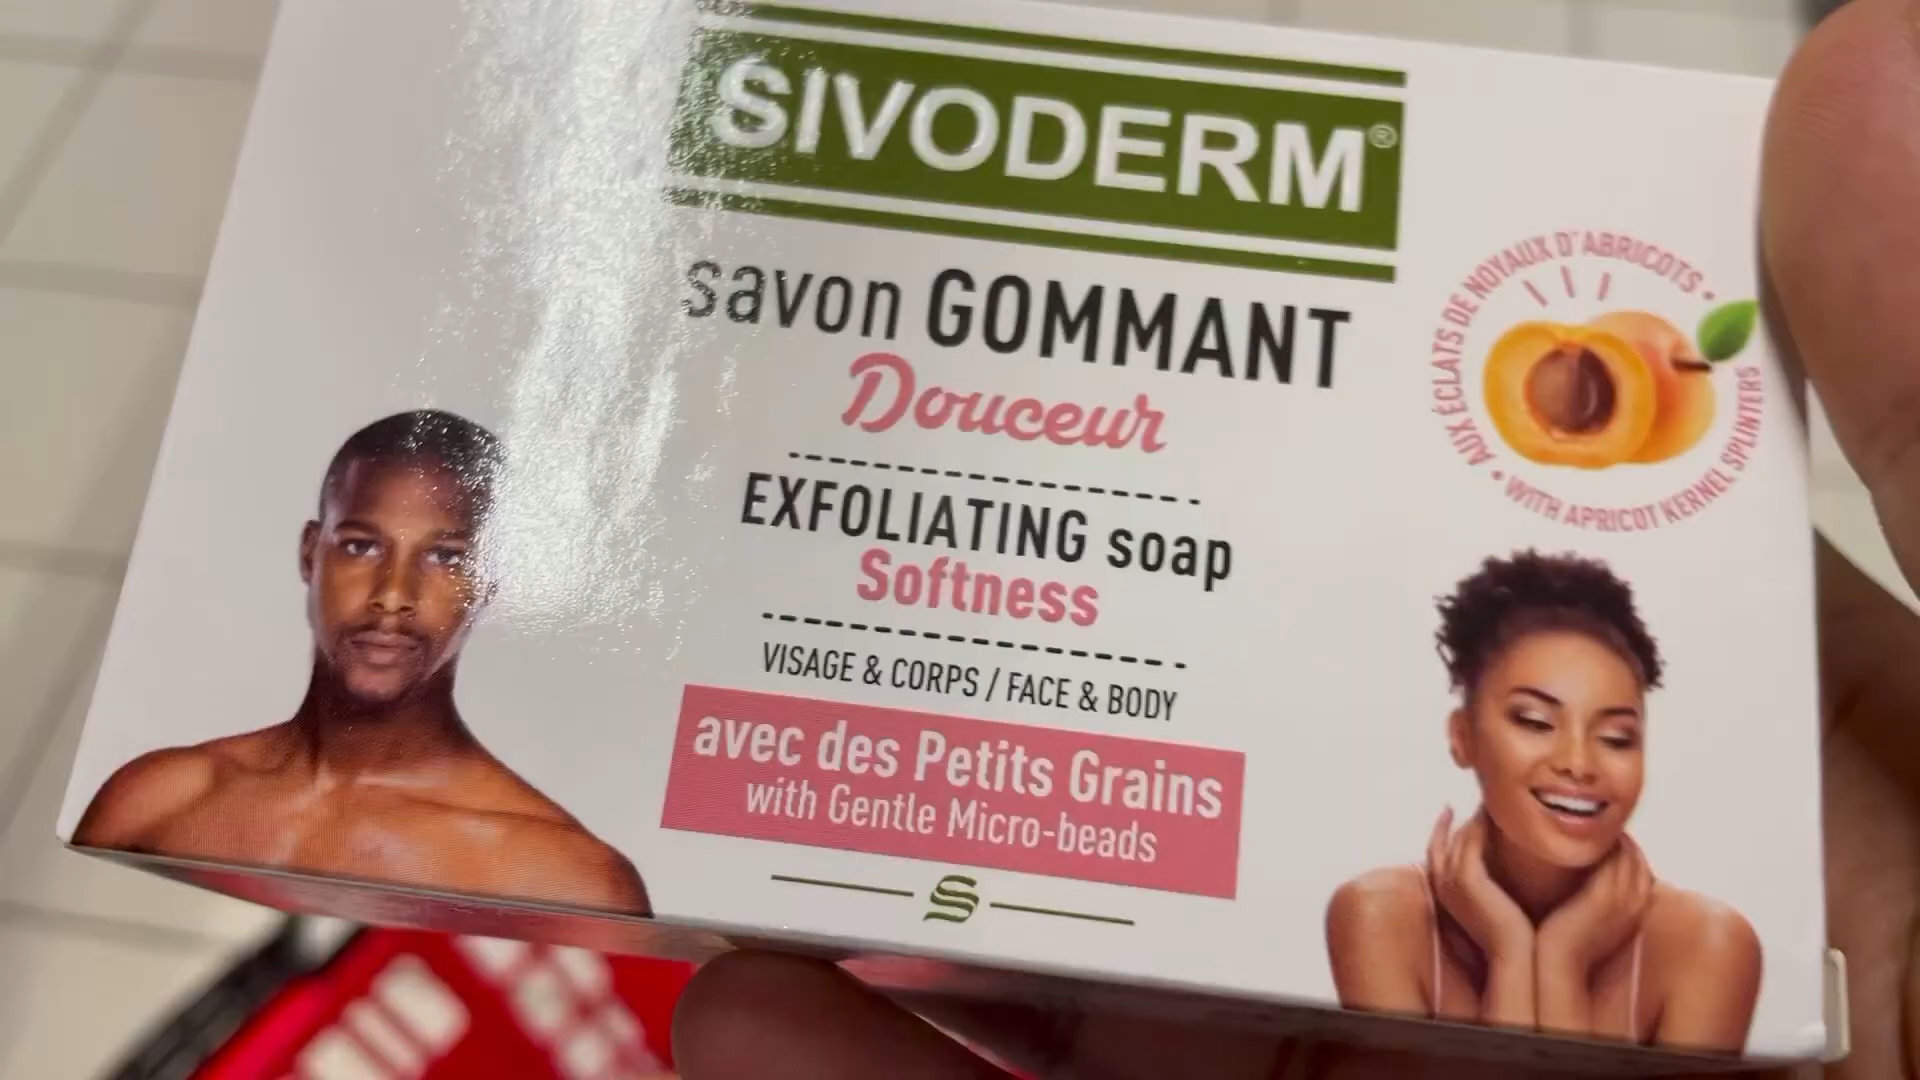 SIVODERM®
savon GOMMANT
Douceur
EXFOLIATING soap
Softness
VISAGE & CORPS / FACE & BODY
avec des Petits Grains
with Gentle Micro-beads
• AUX ÉCLATS DE NOYAUX D'ABRICOTS •
WITH APRICOT KERNEL SPLINTERS